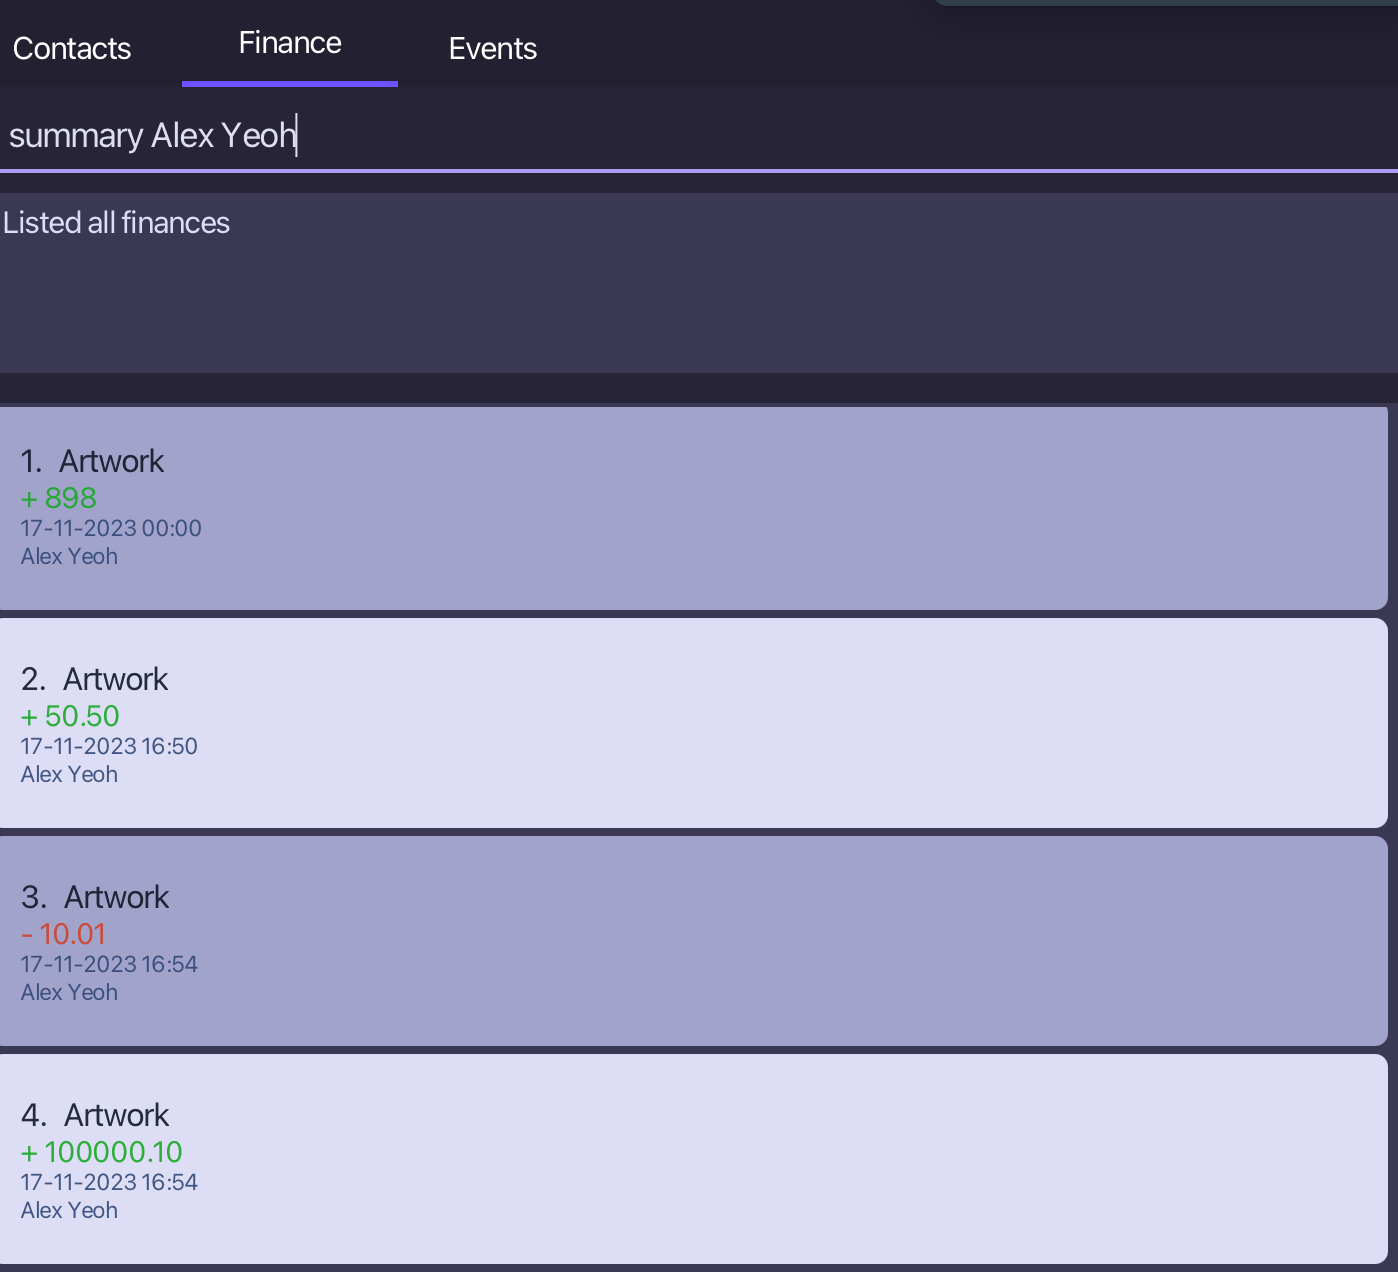 Contacts Finance Events
summary Alex Yeoh
Listed all finances
1. Artwork
+ 898
17-11-2023 00:00
Alex Yeoh
2. Artwork
+ 50.50
17-11-2023 16:50
Alex Yeoh
3. Artwork
- 10.01
17-11-2023 16:54
Alex Yeoh
4. Artwork
+ 100000.10
17-11-2023 16:54
Alex Yeoh